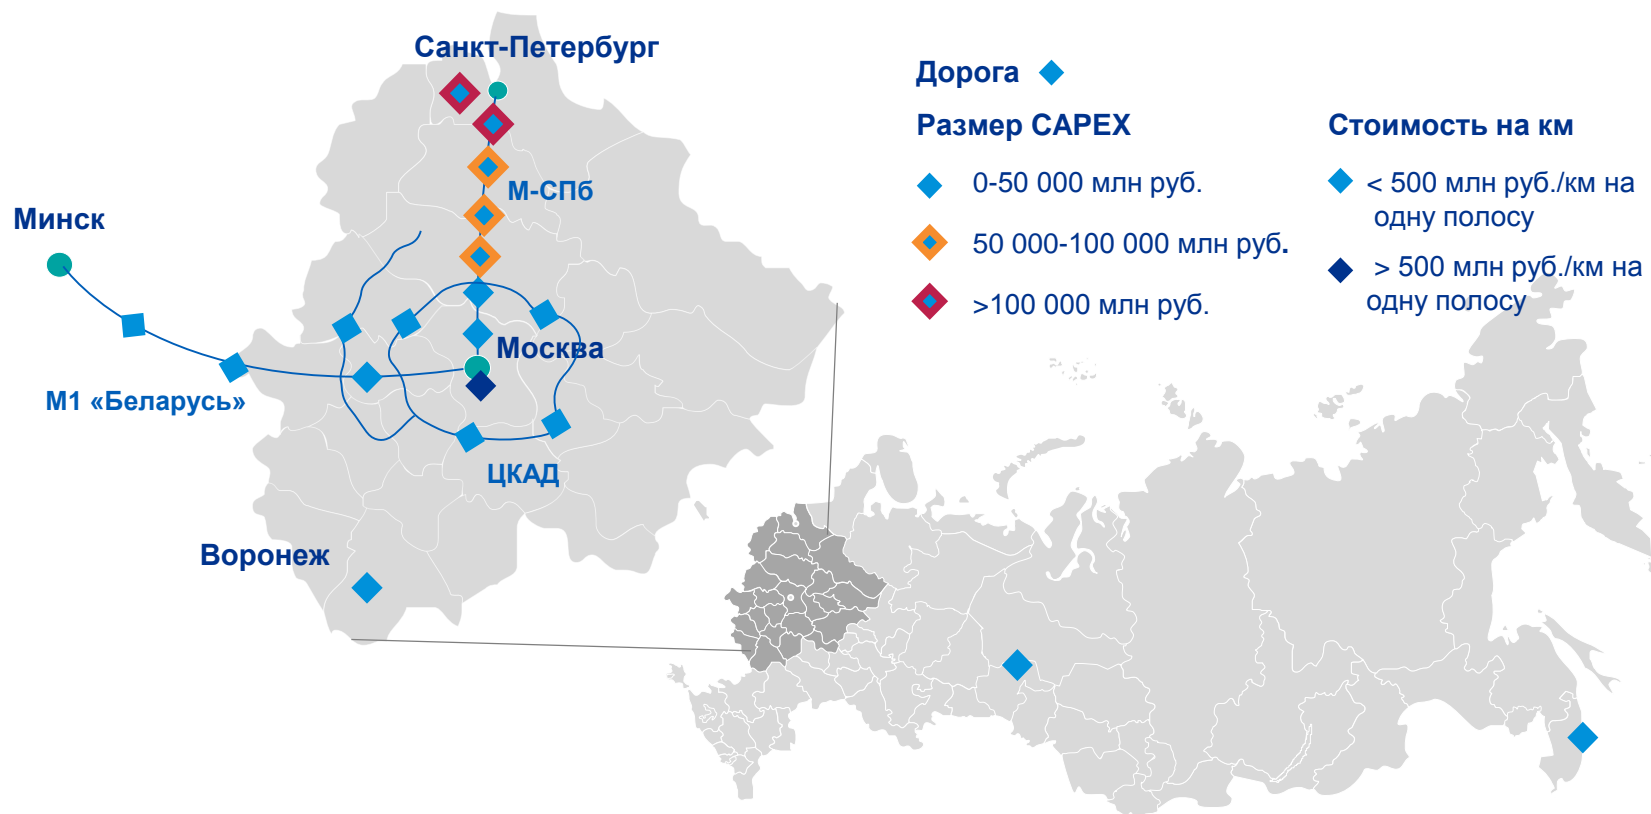 Санкт-Петербург
М-СПб
Минск
Москва
М1 «Беларусь»
ЦКАД
Воронеж
Дорога
Размер CAPEX
0-50 000 млн руб.
50 000-100 000 млн руб.
>100 000 млн руб.
Стоимость на км
< 500 млн руб./км на
одну полосу
> 500 млн руб./км на
одну полосу